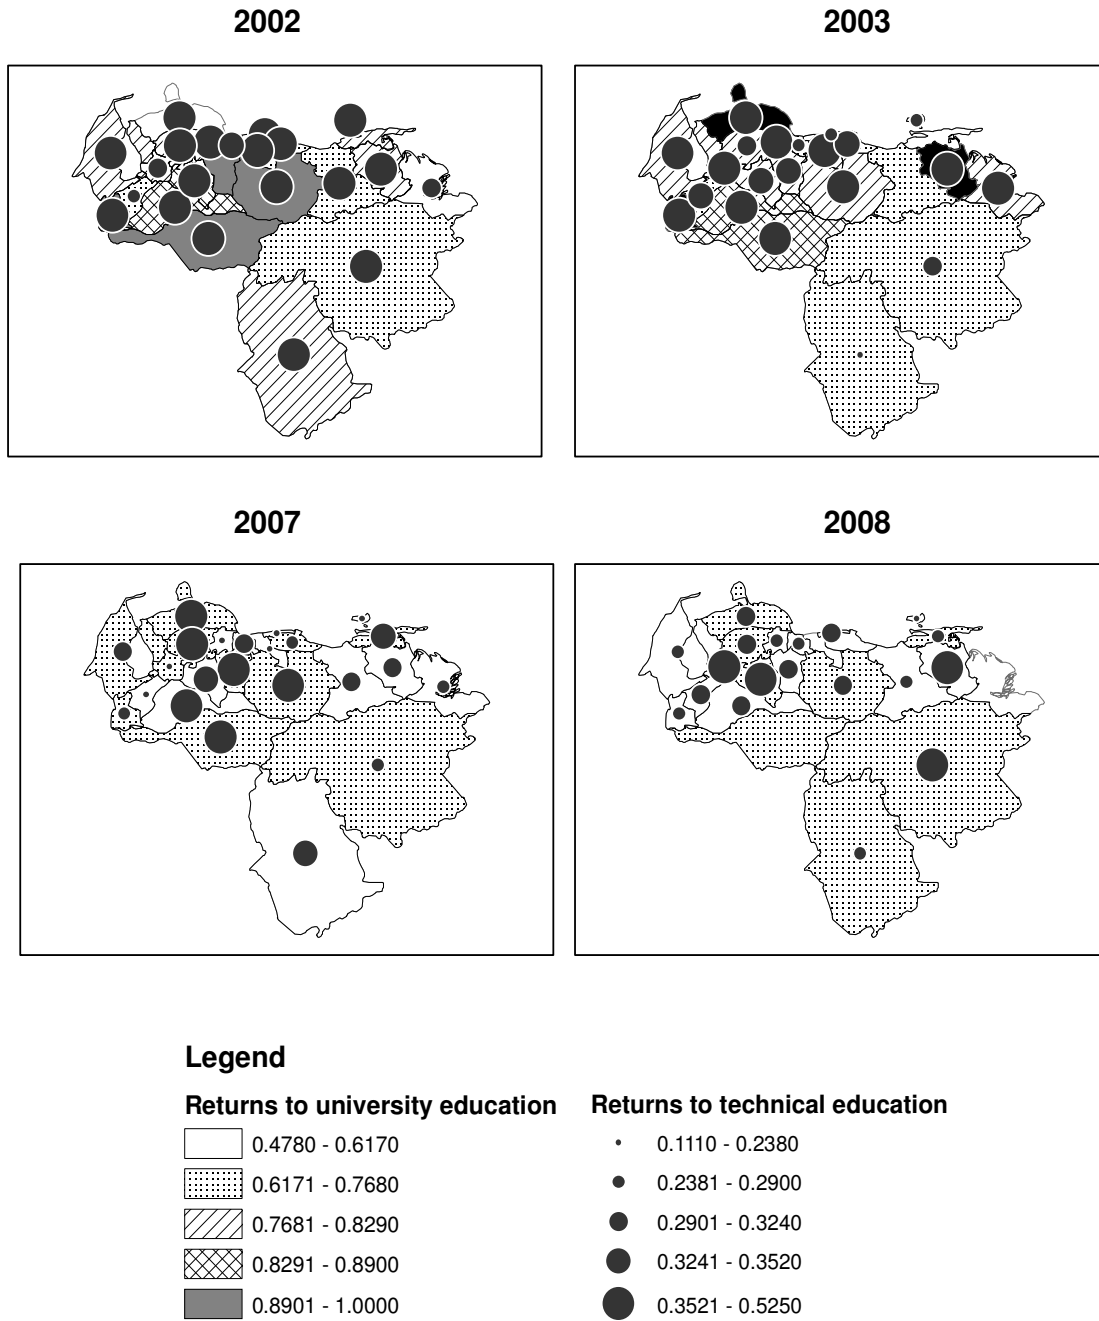 2002
2003
2007
2008
Legend
Returns to university education
0.4780 - 0.6170
0.6171 - 0.7680
0.7681 - 0.8290
0.8291 - 0.8900
0.8901 - 1.0000
Returns to technical education
0.1110 - 0.2380
0.2381 - 0.2900
0.2901 - 0.3240
0.3241 - 0.3520
0.3521 - 0.5250